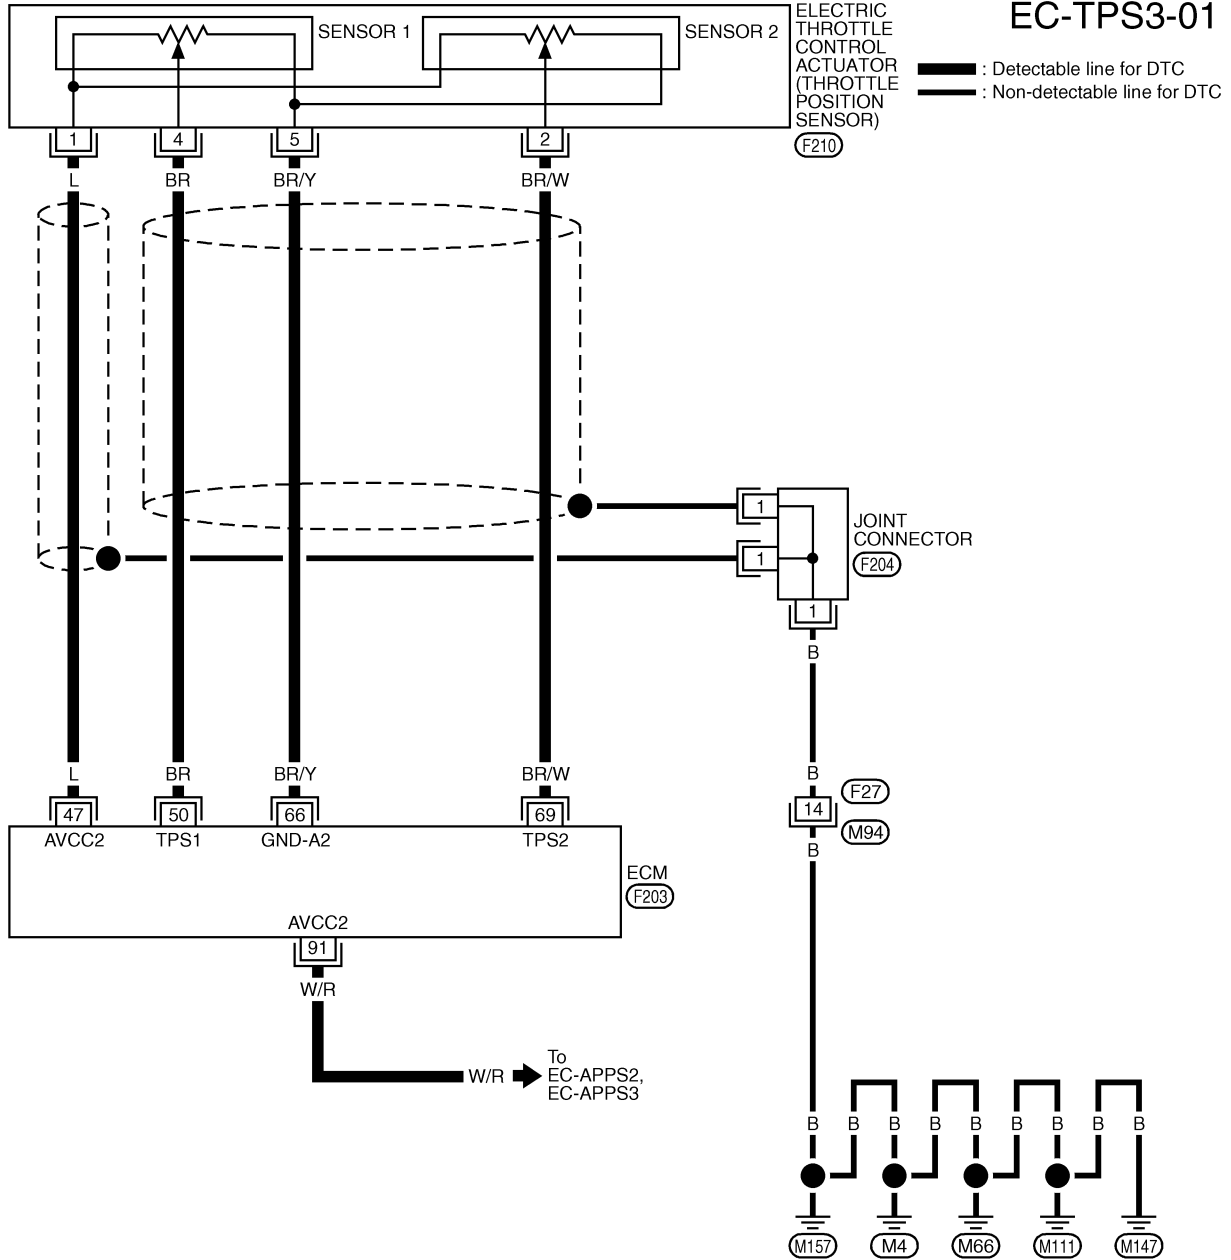 EC-TPS3-01
: Detectable line for DTC
: Non-detectable line for DTC
SENSOR 1
SENSOR 2
ELECTRIC
THROTTLE
CONTROL
ACTUATOR
(THROTTLE
POSITION
SENSOR)
F210
1 4 5 2
L BR BR/Y BR/W
1
1
JOINT
CONNECTOR
F204
1
B
L BR BR/Y BR/W
B
47 50 66 69
AVCC2 TPS1 GND-A2 TPS2
F27
14
M94
B
ECM
F203
AVCC2
91
W/R
W/R
To
EC-APPS2,
EC-APPS3
B B B B B B B B B
M157 M4 M66 M111 M147